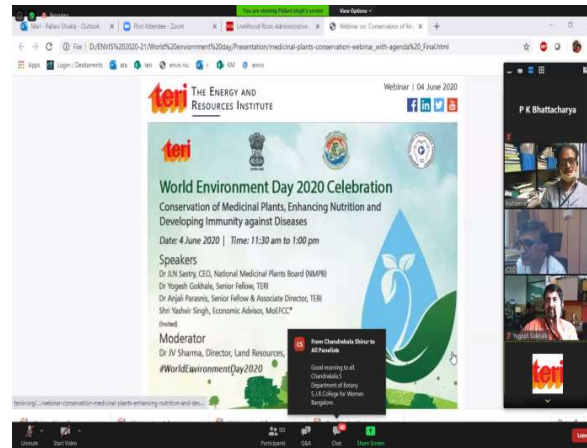 You are viewing Pallavi singh's screen
View Options
Recording
Mail - Pallavi Shukla - Outlook
Post Attendee - Zoom
Livelihood Roon Administrative
Webinar on 'Conservation of Me
File | D:/ENVIS%202020-21/World%20environment%20day/Presentation/medicinal-plants-conservation-webinar_with-agenda%20_Final.html
Apps
teri
KM
envis
teri
THE ENERGY AND
RESOURCES INSTITUTE
Webinar | 04 June 2020
teri
World Environment Day 2020 Celebration
Conservation of Medicinal Plants, Enhancing Nutrition and
Developing Immunity against Diseases
Date: 4 June 2020 | Time: 11:30 am to 1:00 pm
Speakers
Dr JLN Sastry, CEO, National Medicinal Plants Board (NMPB)
Dr Yogesh Gokhale, Senior Fellow, TERI
Dr Anjali Parasnis, Senior Fellow & Associate Director, TERI
Shri Yashvir Singh, Economic Advisor, MoEFCC*
(Invited)
Moderator
Dr JV Sharma, Director, Land Resources,
#WorldEnvironmentDay2020
CS
From Chandrakala Shirur to
All Panelists
Good morning to all.
Chandrakala.S
Department of Botany
S.J.R.College for Women
Bangalore.
P K Bhattacharya
CEO
Yogesh Gokhale
teri
Unmute
Start Video
Participants
Q&A
Chat
Share Screen